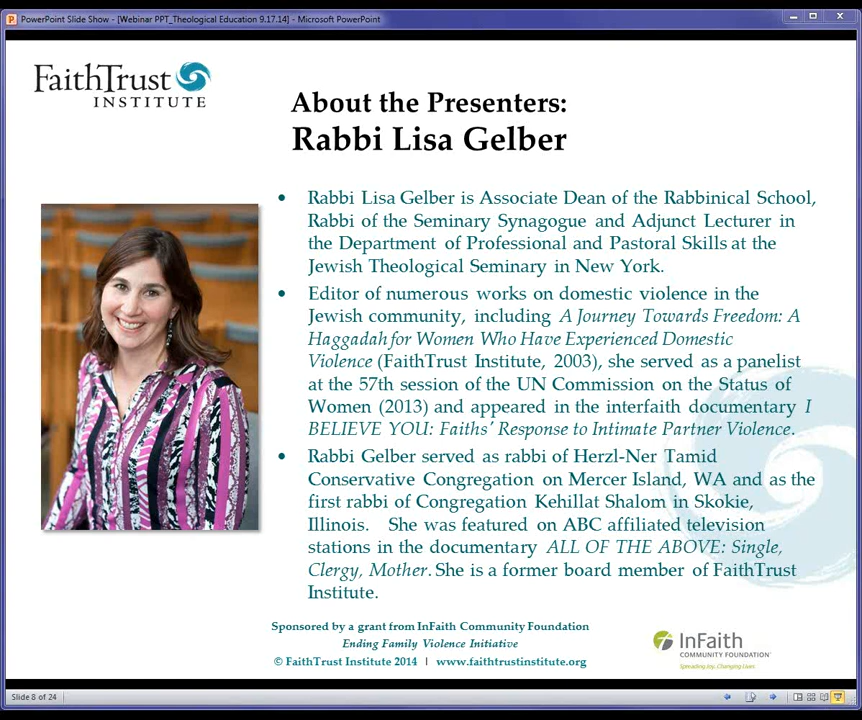 PowerPoint Slide Show - [Webinar PPT_Theological Education 9.17.14] - Microsoft PowerPoint
FaithTrust
INSTITUTE
About the Presenters:
Rabbi Lisa Gelber
• Rabbi Lisa Gelber is Associate Dean of the Rabbinical School,
Rabbi of the Seminary Synagogue and Adjunct Lecturer in
the Department of Professional and Pastoral Skills at the
Jewish Theological Seminary in New York.
• Editor of numerous works on domestic violence in the
Jewish community, including A Journey Towards Freedom: A
Haggadah for Women Who Have Experienced Domestic
Violence (FaithTrust Institute, 2003), she served as a panelist
at the 57th session of the UN Commission on the Status of
Women (2013) and appeared in the interfaith documentary I
BELIEVE YOU: Faiths' Response to Intimate Partner Violence.
• Rabbi Gelber served as rabbi of Herzl-Ner Tamid
Conservative Congregation on Mercer Island, WA and as the
first rabbi of Congregation Kehillat Shalom in Skokie,
Illinois. She was featured on ABC affiliated television
stations in the documentary ALL OF THE ABOVE: Single,
Clergy, Mother. She is a former board member of FaithTrust
Institute.
Sponsored by a grant from InFaith Community Foundation
Ending Family Violence Initiative
© FaithTrust Institute 2014 | www.faithtrustinstitute.org
InFaith
COMMUNITY FOUNDATION
Spreading Joy. Changing Lives.
Slide 8 of 24